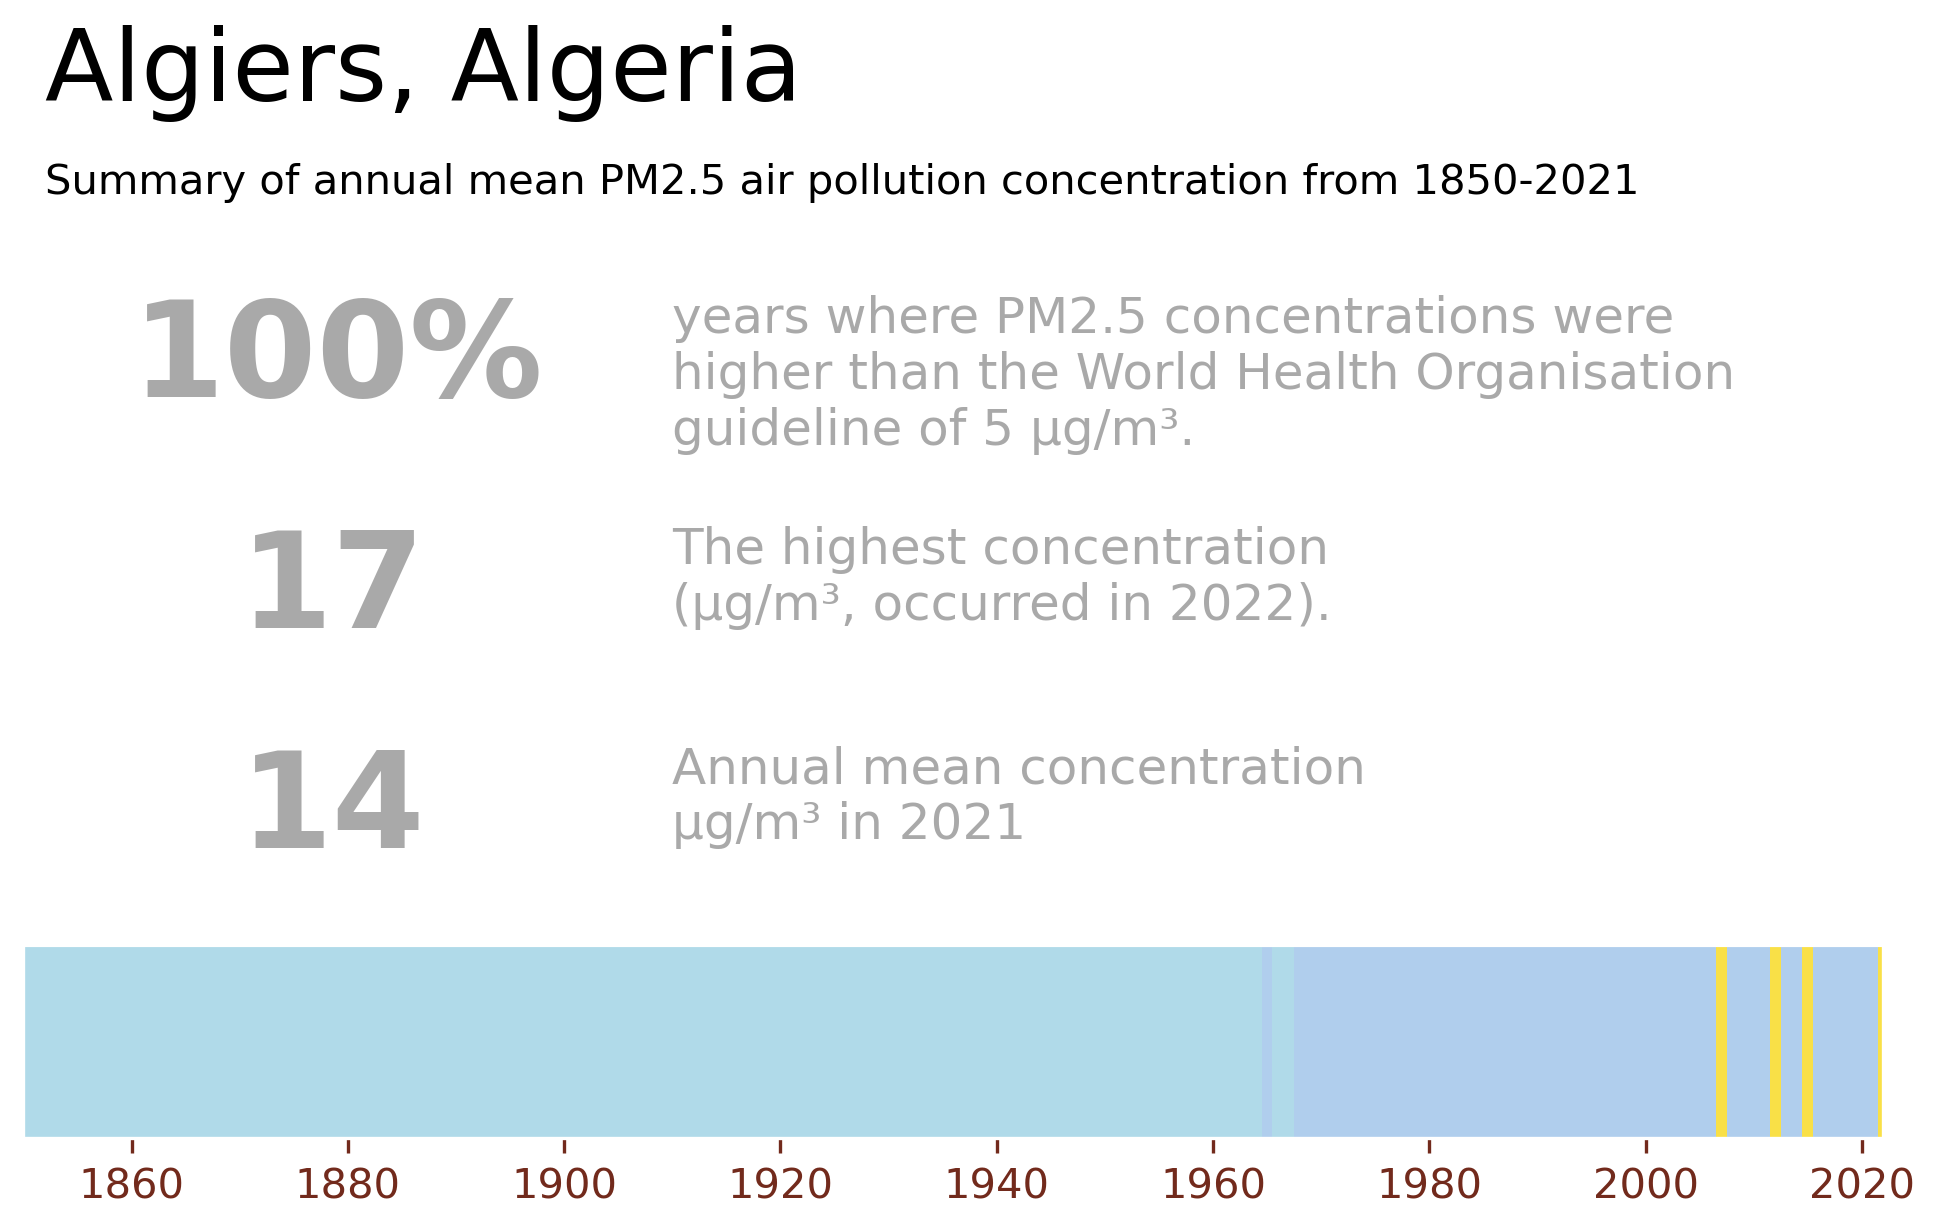 Algiers, Algeria
Summary of annual mean PM2.5 air pollution concentration from 1850-2021
100%
years where PM2.5 concentrations were
higher than the World Health Organisation
guideline of 5 µg/m³.
17
The highest concentration
(µg/m³, occurred in 2022).
14
Annual mean concentration
µg/m³ in 2021
1860 1880 1900 1920 1940 1960 1980 2000 2020